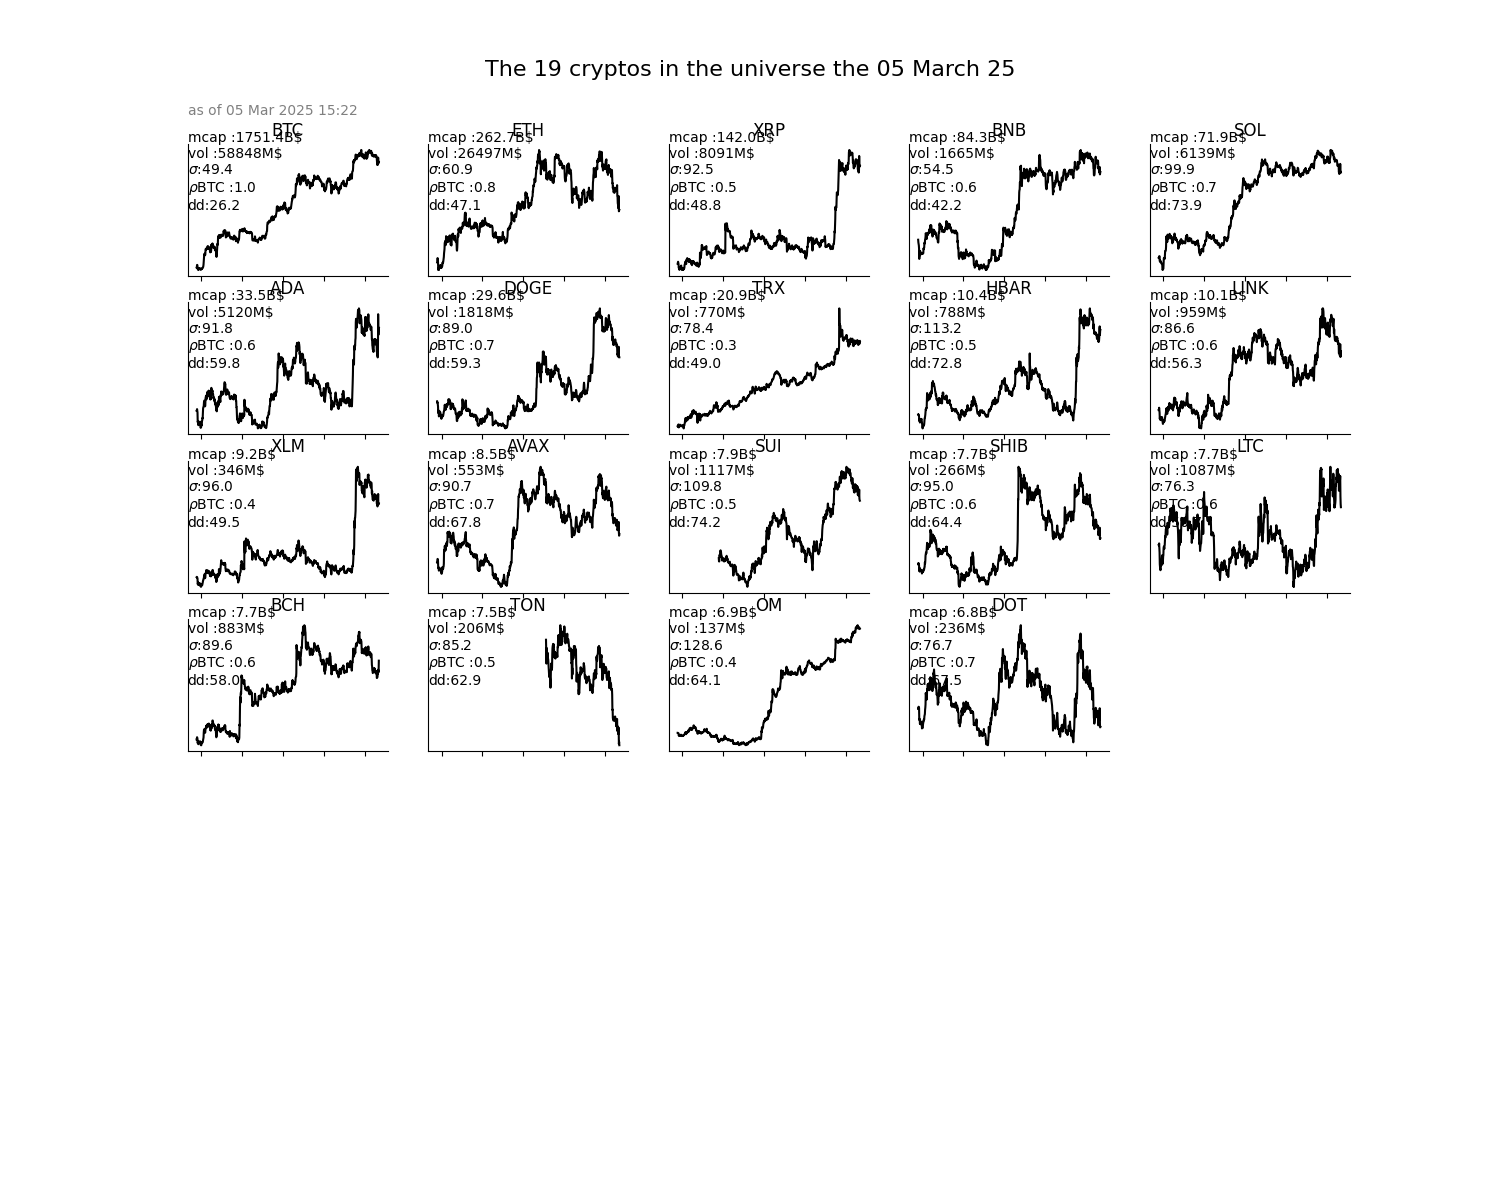 The 19 cryptos in the universe the 05 March 25
as of 05 Mar 2025 15:22
BTC
mcap :1751.4B$
vol :58848M$
σ:49.4
ρBTC :1.0
dd:26.2
ETH
mcap :262.7B$
vol :26497M$
σ:60.9
ρBTC :0.8
dd:47.1
XRP
mcap :142.0B$
vol :8091M$
σ:92.5
ρBTC :0.5
dd:48.8
BNB
mcap :84.3B$
vol :1665M$
σ:54.5
ρBTC :0.6
dd:42.2
SOL
mcap :71.9B$
vol :6139M$
σ:99.9
ρBTC :0.7
dd:73.9
ADA
mcap :33.5B$
vol :5120M$
σ:91.8
ρBTC :0.6
dd:59.8
DOGE
mcap :29.6B$
vol :1818M$
σ:89.0
ρBTC :0.7
dd:59.3
TRX
mcap :20.9B$
vol :770M$
σ:78.4
ρBTC :0.3
dd:49.0
HBAR
mcap :10.4B$
vol :788M$
σ:113.2
ρBTC :0.5
dd:72.8
LINK
mcap :10.1B$
vol :959M$
σ:86.6
ρBTC :0.6
dd:56.3
XLM
mcap :9.2B$
vol :346M$
σ:96.0
ρBTC :0.4
dd:49.5
AVAX
mcap :8.5B$
vol :553M$
σ:90.7
ρBTC :0.7
dd:67.8
SUI
mcap :7.9B$
vol :1117M$
σ:109.8
ρBTC :0.5
dd:74.2
SHIB
mcap :7.7B$
vol :266M$
σ:95.0
ρBTC :0.6
dd:64.4
LTC
mcap :7.7B$
vol :1087M$
σ:76.3
ρBTC :0.6
BCH
mcap :7.7B$
vol :883M$
σ:89.6
ρBTC :0.6
dd:58.0
TON
mcap :7.5B$
vol :206M$
σ:85.2
ρBTC :0.5
dd:62.9
OM
mcap :6.9B$
vol :137M$
σ:128.6
ρBTC :0.4
dd:64.1
DOT
mcap :6.8B$
vol :236M$
σ:76.7
ρBTC :0.7
dd:67.5